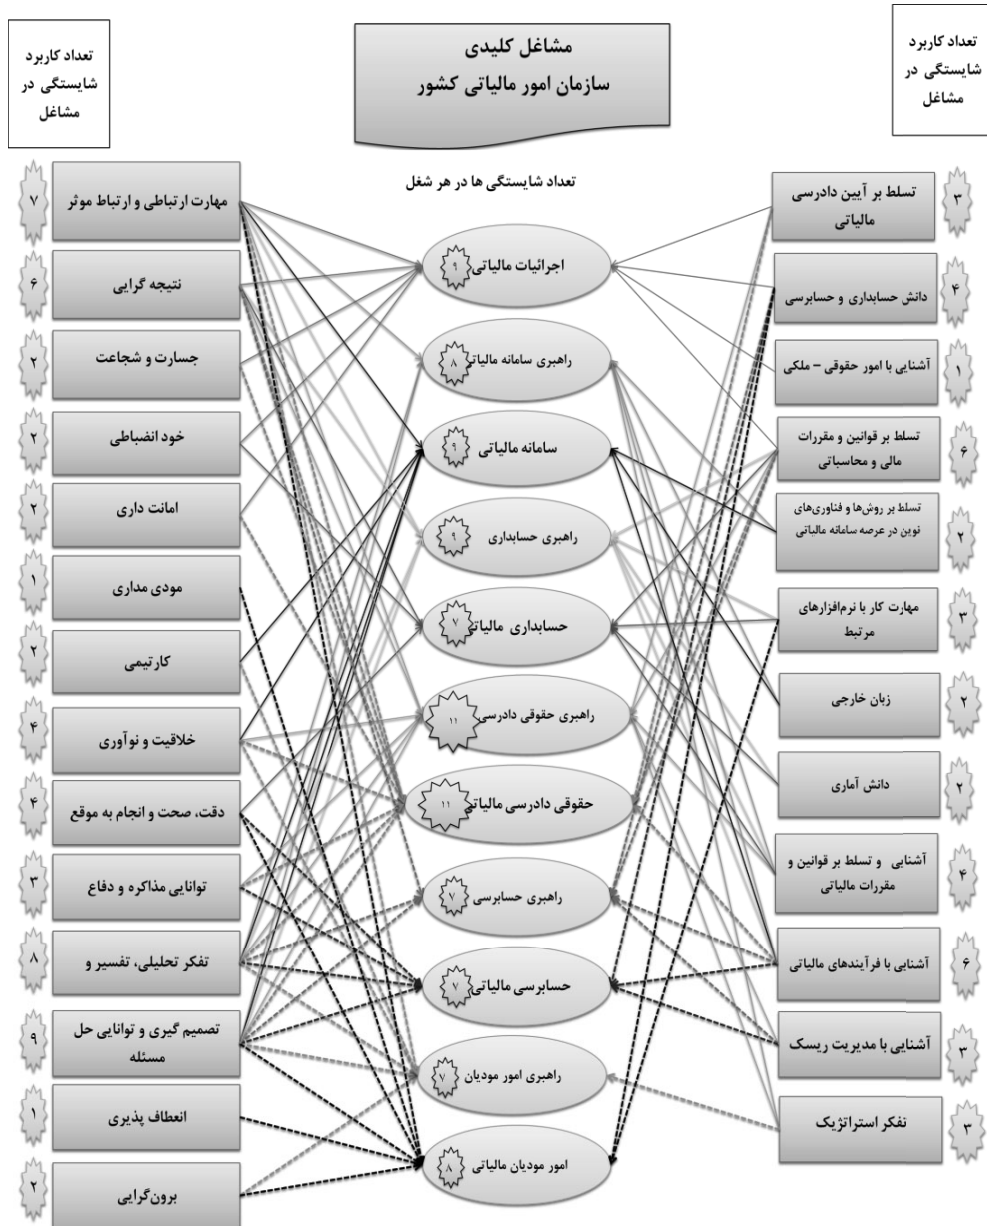 تعداد کاربرد
شایستگی در
مشاغل
مشاغل کلیدی
سازمان امور مالیاتی کشور
تعداد کاربرد
شایستگی در
مشاغل
تعداد شایستگی ها در هر شغل
۳
تسلط بر آیین دادرسی
مالیاتی
۴
دانش حسابداری و حسابرسی
۱
آشنایی با امور حقوقی – ملکی
۶
تسلط بر قوانین و مقررات
مالی و محاسباتی
۲
تسلط بر روش‌ها و فناوری‌های
نوین در عرصه سامانه مالیاتی
۳
مهارت کار با نرم‌افزارهای
مرتبط
۲
زبان خارجی
۲
دانش آماری
۴
آشنایی و تسلط بر قوانین و
مقررات مالیاتی
۶
آشنایی با فرآیندهای مالیاتی
۳
آشنایی با مدیریت ریسک
۳
تفکر استراتژیک
اجرائیات مالیاتی ۹
راهبری سامانه مالیاتی ۸
سامانه مالیاتی ۹
راهبری حسابداری ۹
حسابداری مالیاتی ۷
راهبری حقوقی دادرسی ۱۱
حقوقی دادرسی مالیاتی ۱۱
راهبری حسابرسی ۷
حسابرسی مالیاتی ۷
راهبری امور مودیان ۷
امور مودیان مالیاتی ۸
مهارت ارتباطی و ارتباط موثر
۷
نتیجه گرایی
۶
جسارت و شجاعت
۲
خود انضباطی
۲
امانت داری
۲
مودی مداری
۱
کارتیمی
۲
خلاقیت و نوآوری
۴
دقت، صحت و انجام به موقع
۴
توانایی مذاکره و دفاع
۳
تفکر تحلیلی، تفسیر و
۸
تصمیم گیری و توانایی حل
مسئله
۹
انعطاف پذیری
۱
برون‌گرایی
۲